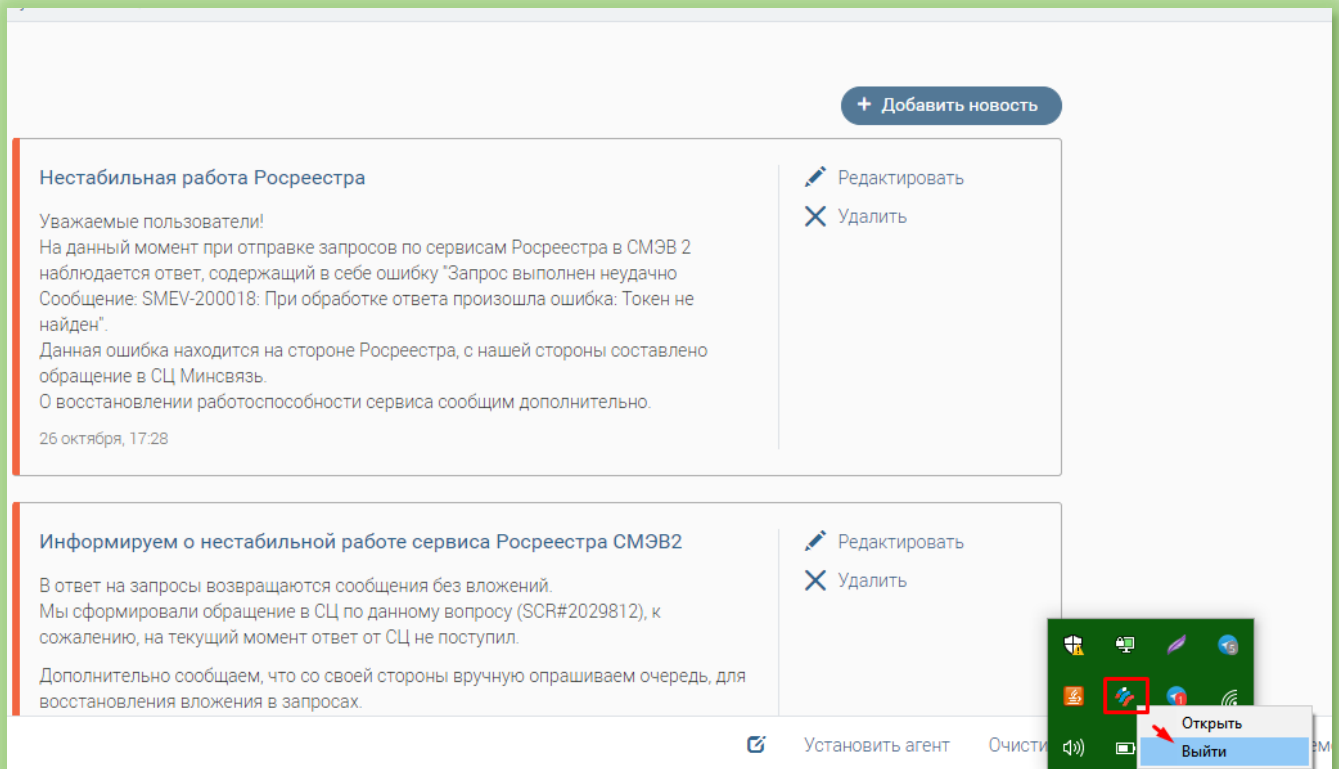 + Добавить новость
Нестабильная работа Росреестра
Редактировать
Удалить
Уважаемые пользователи!
На данный момент при отправке запросов по сервисам Росреестра в СМЭВ 2
наблюдается ответ, содержащий в себе ошибку "Запрос выполнен неудачно
Сообщение: SMEV-200018: При обработке ответа произошла ошибка: Токен не
найден".
Данная ошибка находится на стороне Росреестра, с нашей стороны составлено
обращение в СЦ Минсвязь.
О восстановлении работоспособности сервиса сообщим дополнительно.
26 октября, 17:28
Информируем о нестабильной работе сервиса Росреестра СМЭВ2
Редактировать
Удалить
В ответ на запросы возвращаются сообщения без вложений.
Мы сформировали обращение в СЦ по данному вопросу (SCR#2029812), к
сожалению, на текущий момент ответ от СЦ не поступил.
Дополнительно сообщаем, что со своей стороны вручную опрашиваем очередь, для
восстановления вложения в запросах.
5
1
Открыть
Выйти
Установить агент
Очисти